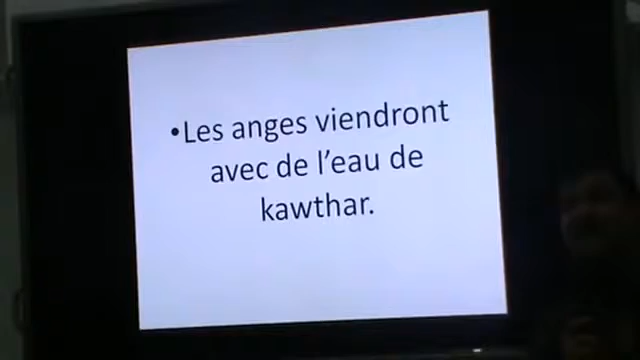 •Les anges viendront
avec de l'eau de
kawthar.